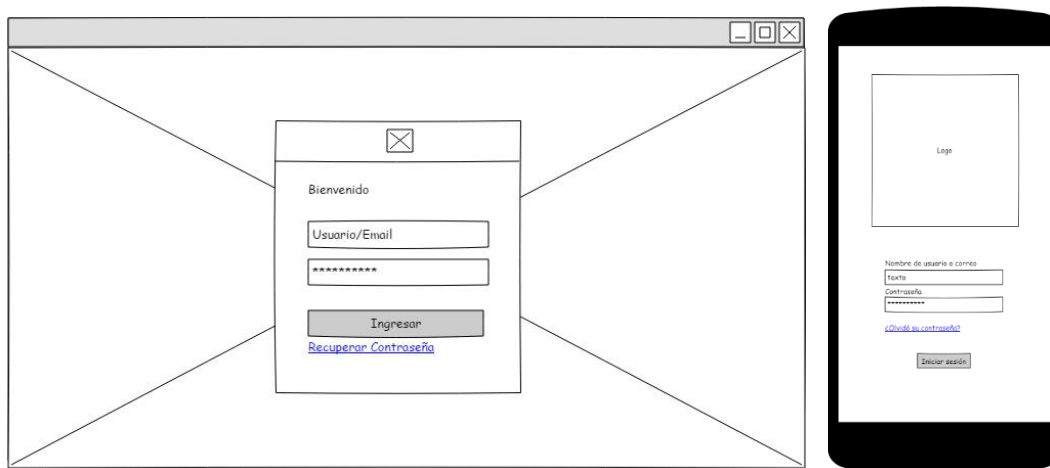 Bienvenido
Usuario/Email
**********
Ingresar
Recuperar Contraseña
Logo
Nombre de usuario o correo
texto
Contraseña
**********
¿Olvidó su contraseña?
Iniciar sesión